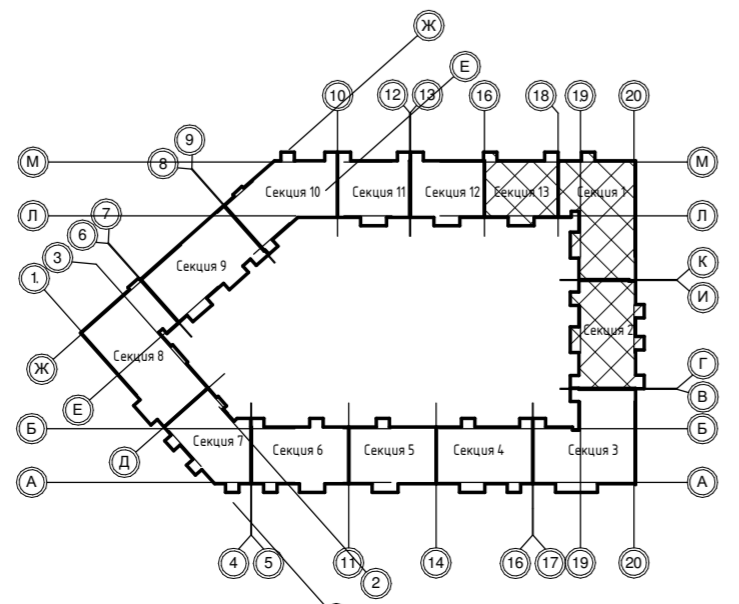 Ж
Е
10 12 13 16 18 19 20
9
М 8 М
Секция 10 Секция 11 Секция 12 Секция 13 Секция 1
Л 7 Л
6
3 Секция 9 К
1. И
Секция 2
Ж Секция 8 Г
Е В
Б Секция 7 Секция 6 Секция 5 Секция 4 Секция 3 Б
Д
А А
4 5 11 2 14 16 17 19 20